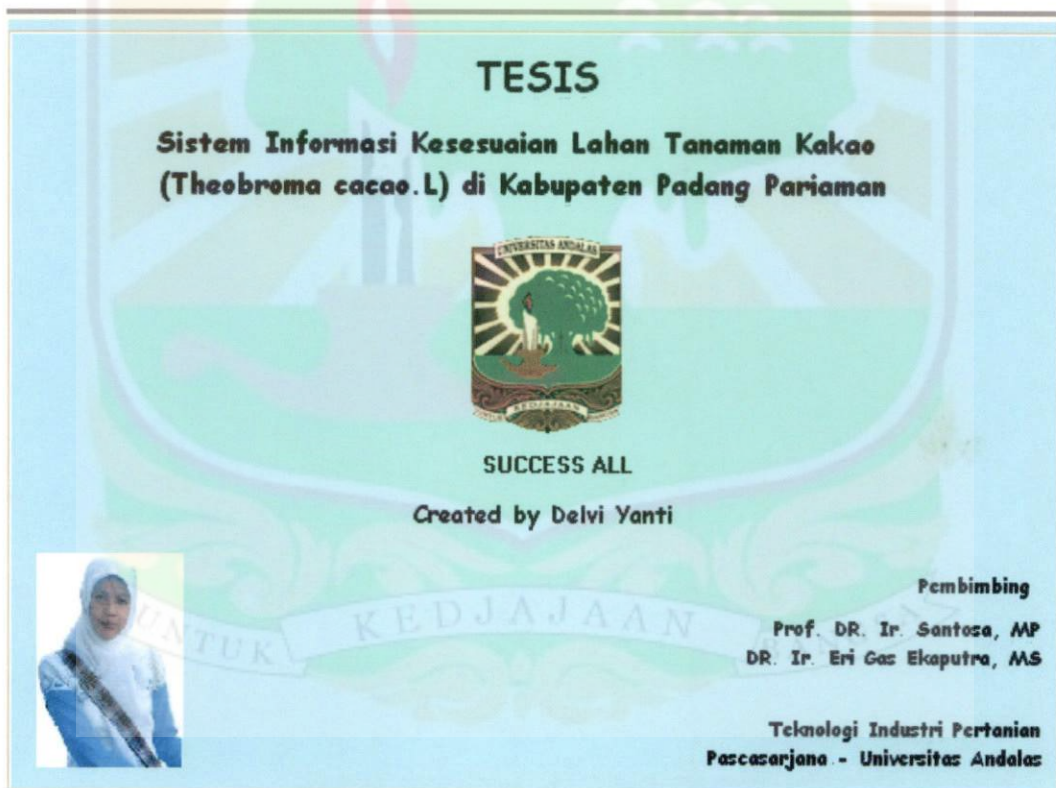 TESIS
Sistem Informasi Kesesuaian Lahan Tanaman Kakao
(Theobroma cacao.L) di Kabupaten Padang Pariaman
UNIVERSITAS ANDALAS
KEDJAJAAN
SUCCESS ALL
Created by Delvi Yanti
UNTUK KEDJAJAAN
Pembimbing
Prof. DR. Ir. Santosa, MP
DR. Ir. Eri Gas Ekaputra, MS
Teknologi Industri Pertanian
Pascasarjana - Universitas Andalas